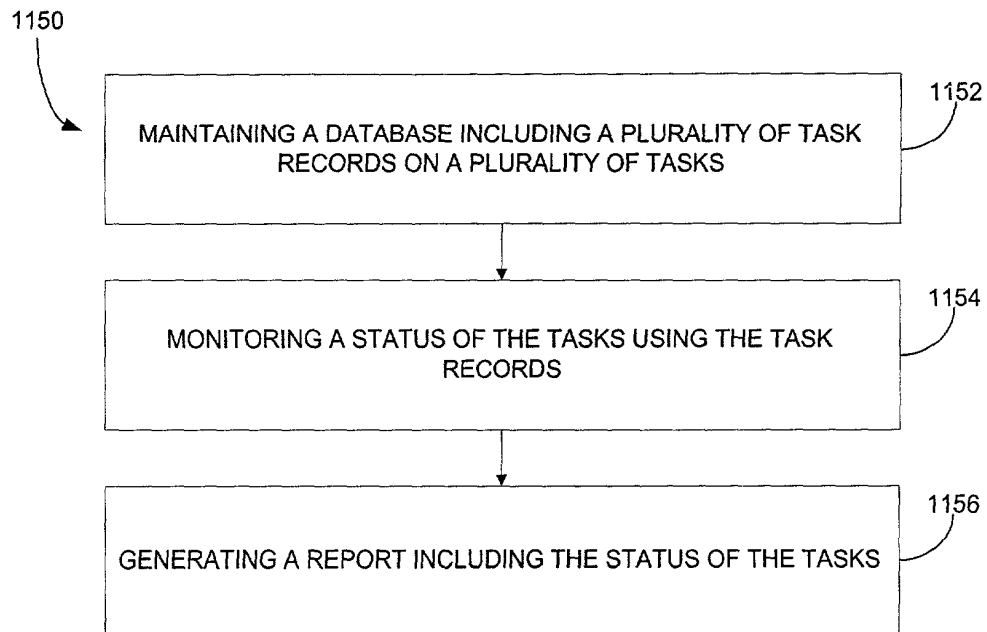 1150
1152
MAINTAINING A DATABASE INCLUDING A PLURALITY OF TASK
RECORDS ON A PLURALITY OF TASKS
1154
MONITORING A STATUS OF THE TASKS USING THE TASK
RECORDS
1156
GENERATING A REPORT INCLUDING THE STATUS OF THE TASKS